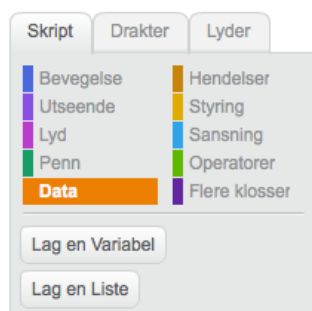 Skript Drakter Lyder
Bevegelse Hendelser
Utseende Styring
Lyd Sansning
Penn Operatorer
Data Flere klosser
Lag en Variabel
Lag en Liste